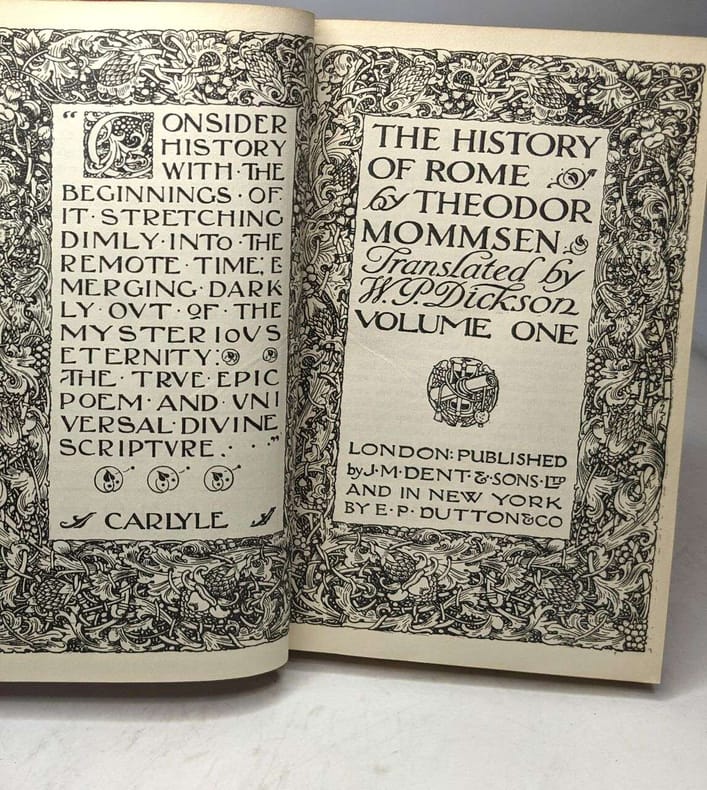 “CONSIDER
HISTORY
WITH·THE
BEGINNINGS·OF·
IT·STRETCHING
DIMLY·INTO·THE
REMOTE·TIME; E
MERGING·DARK
LY·OVT·OF·THE
MYSTERIOVS
ETERNITY:
THE·TRVE·EPIC
POEM·AND·VNI
VERSAL·DIVINE
SCRIPTVRE.·”
CARLYLE
THE HISTORY
OF ROME
by THEODOR
MOMMSEN.
Translated by
W.P.Dickson
VOLUME ONE
LONDON: PUBLISHED
by J·M·DENT·&·SONS·LTD
AND IN NEW YORK
BY E·P·DUTTON&CO